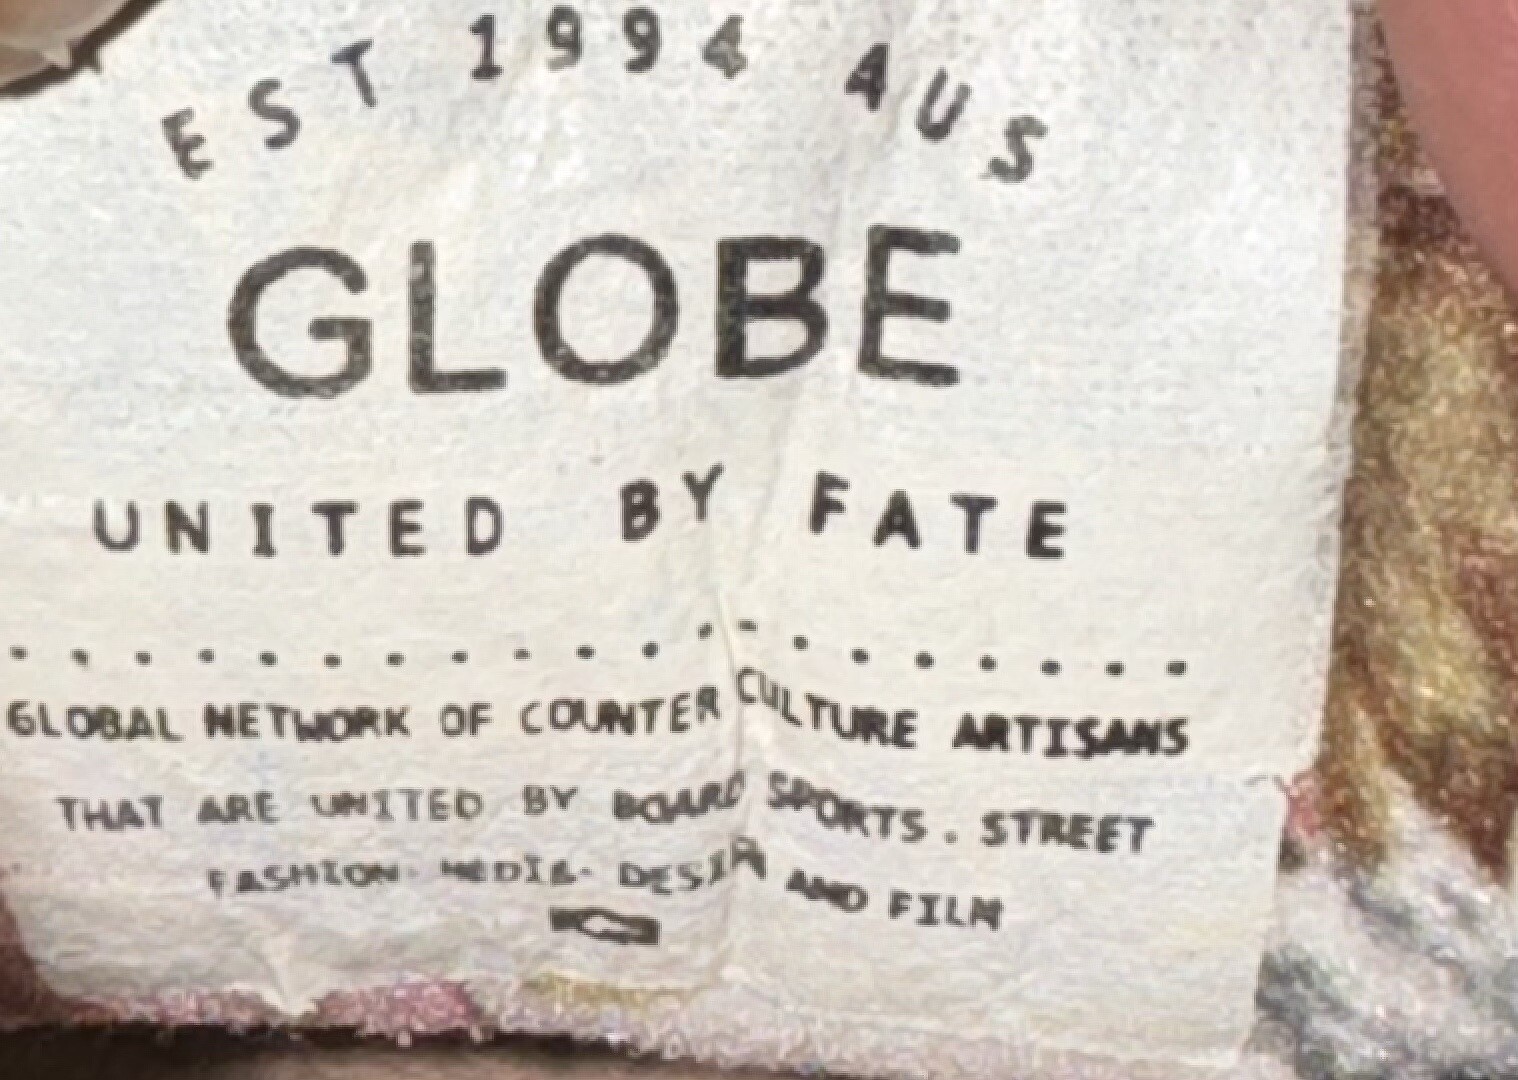 EST 1994 AUS
GLOBE
UNITED BY FATE
GLOBAL NETWORK OF COUNTER CULTURE ARTISANS
THAT ARE UNITED BY BOARD SPORTS . STREET
FASHION. MEDIA. AND FILM